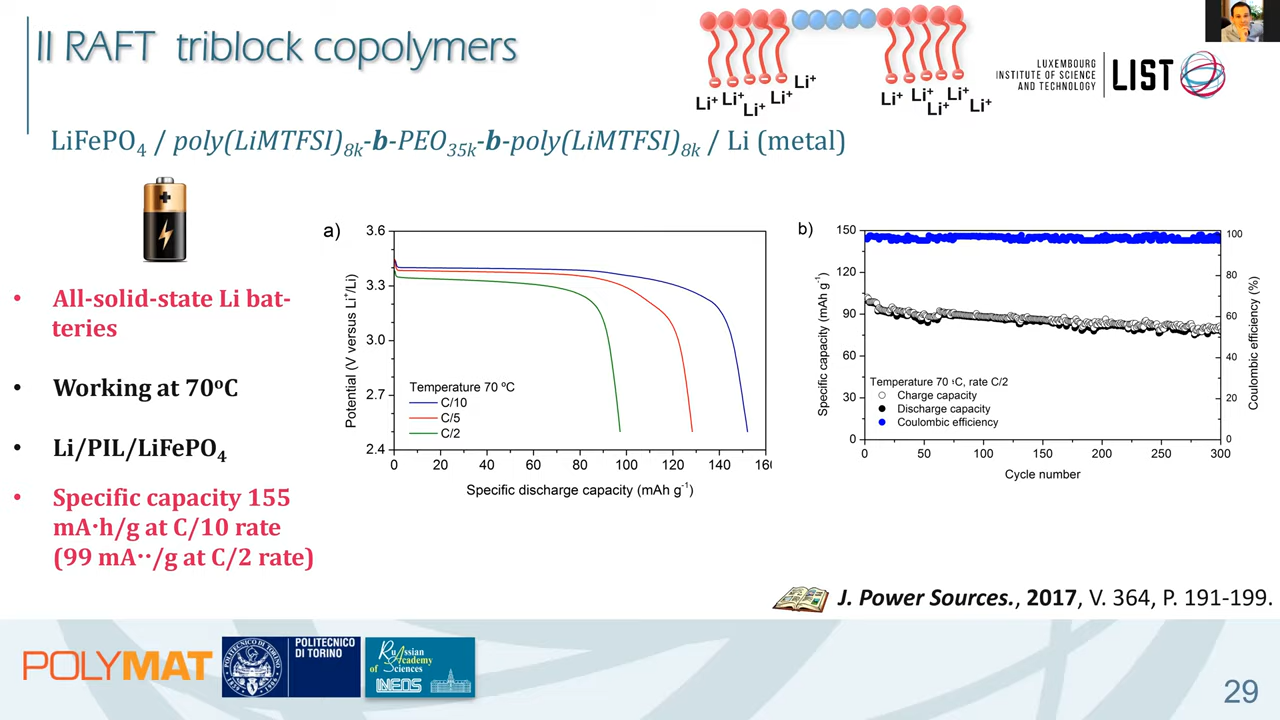 II RAFT triblock copolymers
Li⁺ Li⁺ Li⁺ Li⁺ Li⁺
Li⁺ Li⁺ Li⁺ Li⁺ Li⁺
LUXEMBOURG
INSTITUTE OF SCIENCE
AND TECHNOLOGY
LIST
LiFePO₄ / poly(LiMTFSI)8k-b-PEO35k-b-poly(LiMTFSI)8k / Li (metal)
• All-solid-state Li bat-
teries
• Working at 70ºC
• Li/PIL/LiFePO₄
• Specific capacity 155
mA·h/g at C/10 rate
(99 mA··/g at C/2 rate)
a)
3.6
3.3
3.0
2.7
2.4
Potential (V versus Li⁺/Li)
Temperature 70 ºC
C/10
C/5
C/2
0 20 40 60 80 100 120 140 16
Specific discharge capacity (mAh g⁻¹)
b)
150
120
90
60
30
0
Specific capacity (mAh g⁻¹)
Temperature 70 C, rate C/2
Charge capacity
Discharge capacity
Coulombic efficiency
100
80
60
40
20
0
Coulombic efficiency (%)
0 50 100 150 200 250 300
Cycle number
J. Power Sources., 2017, V. 364, P. 191-199.
POLYMAT
POLITECNICO
DI TORINO
POLITECNICO DI TORINO
Russian
Academy
of Sciences
INEOS
29